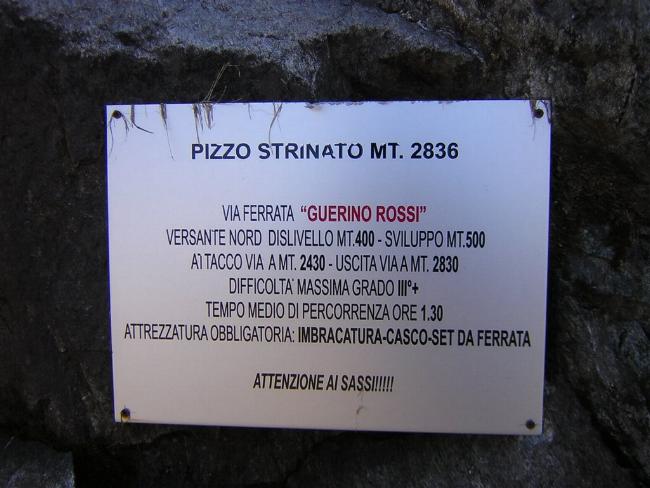 PIZZO STRINATO MT. 2836
VIA FERRATA "GUERINO ROSSI"
VERSANTE NORD DISLIVELLO MT.400 - SVILUPPO MT.500
ATTACCO VIA A MT. 2430 - USCITA VIA A MT. 2830
DIFFICOLTA' MASSIMA GRADO III°+
TEMPO MEDIO DI PERCORRENZA ORE 1.30
ATTREZZATURA OBBLIGATORIA: IMBRACATURA-CASCO-SET DA FERRATA
ATTENZIONE AI SASSI!!!!!!